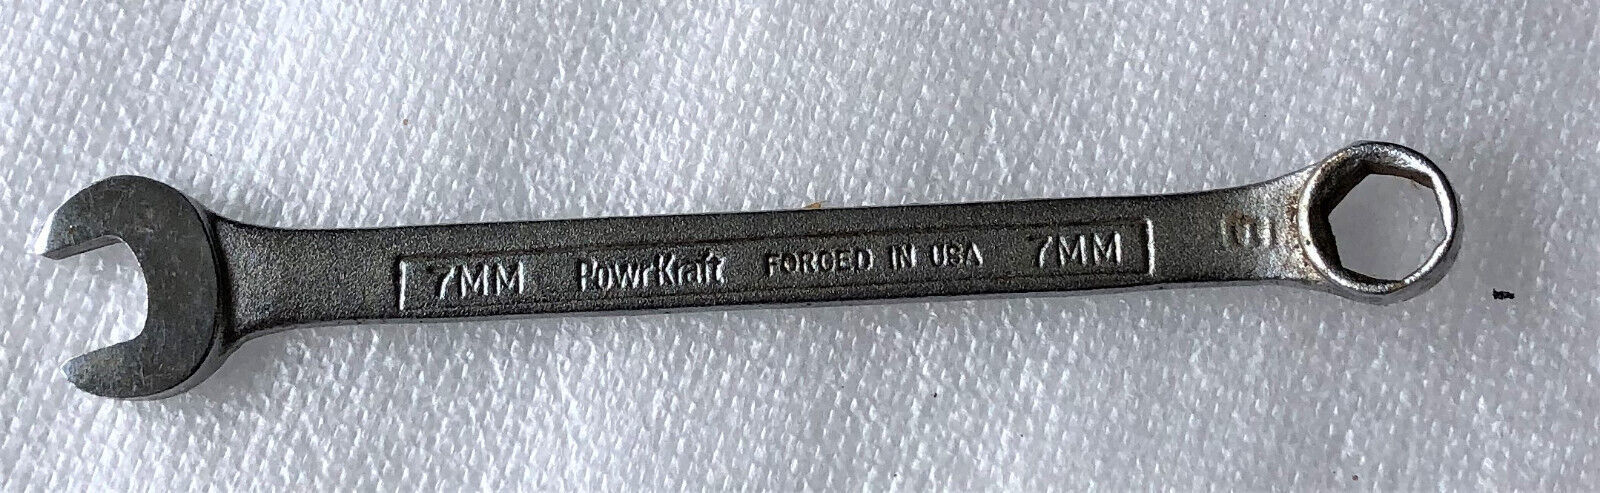 7MM PowrKraft FORGED IN USA 7MM